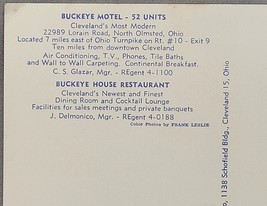 BUCKEYE MOTEL - 52 UNITS
Cleveland's Most Modern
22989 Lorain Road, North Olmsted, Ohio
Located 7 miles east of Ohio Turnpike on Rt. #10 - Exit 9
Ten miles from downtown Cleveland
Air Conditioning, T.V., Phones, Tile Baths
and Wall to Wall Carpeting. Continental Breakfast.
C. S. Glazar, Mgr. - REgent 4-1100
BUCKEYE HOUSE RESTAURANT
Cleveland's Newest and Finest
Dining Room and Cocktail Lounge
Facilities for sales meetings and private banquets
J. Delmonico, Mgr. - REgent 4-0188
Color Photos by FRANK LESLIE
1138 Schofield Bldg., Cleveland 15, Ohio